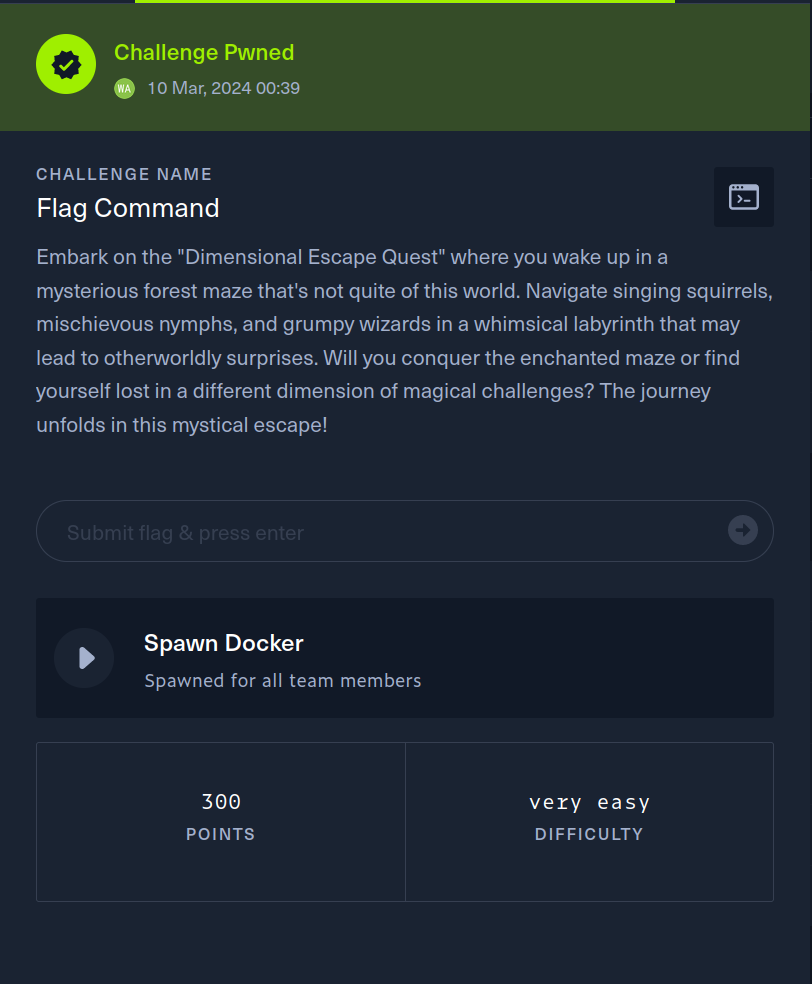 Challenge Pwned
WA 10 Mar, 2024 00:39
CHALLENGE NAME
Flag Command
Embark on the "Dimensional Escape Quest" where you wake up in a
mysterious forest maze that's not quite of this world. Navigate singing squirrels,
mischievous nymphs, and grumpy wizards in a whimsical labyrinth that may
lead to otherworldly surprises. Will you conquer the enchanted maze or find
yourself lost in a different dimension of magical challenges? The journey
unfolds in this mystical escape!
Submit flag & press enter
Spawn Docker
Spawned for all team members
300
POINTS
very easy
DIFFICULTY